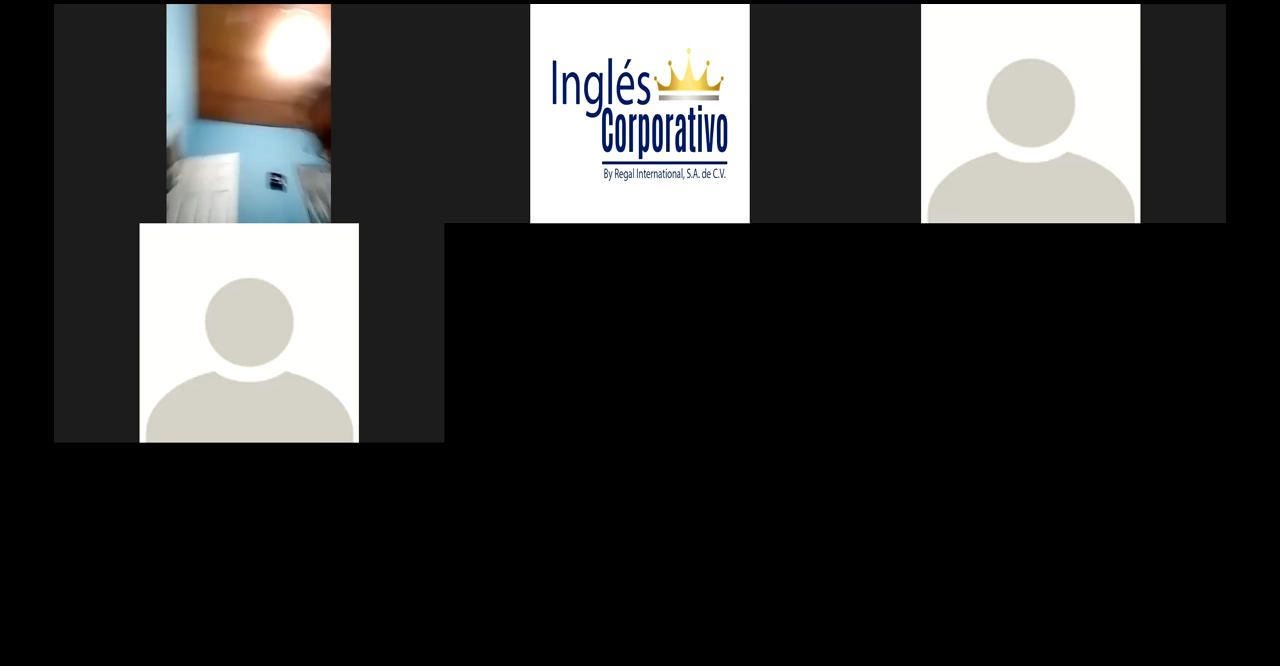 Inglés
Corporativo
By Regal International, S.A. de C.V.